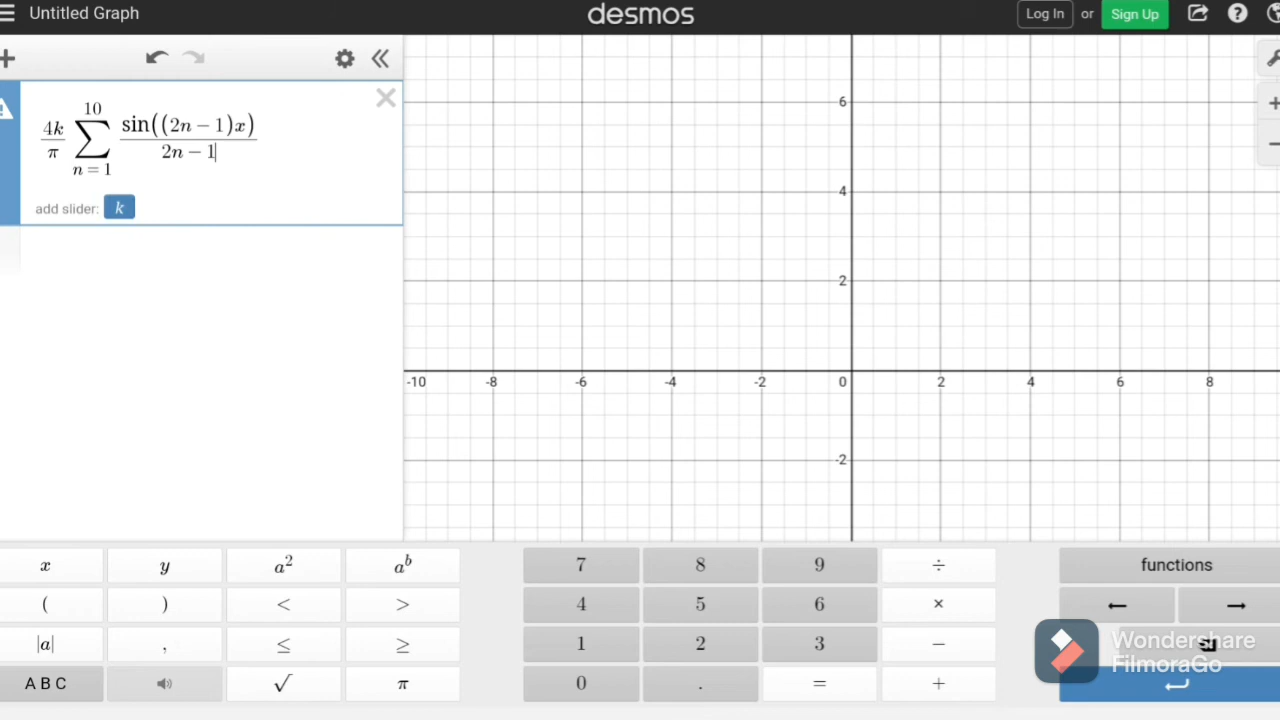 Untitled Graph
desmos
Log In or Sign Up
10
4k
π
∑
n = 1
sin((2n − 1)x)
2n − 1
add slider: k
6
4
2
-10 -8 -6 -4 -2 0 2 4 6 8
-2
x y a² aᵇ 7 8 9 ÷ functions
( ) < > 4 5 6 × ← →
|a| , ≤ ≥ 1 2 3 −
A B C √ π 0 . = +
Wondershare
FilmoraGo